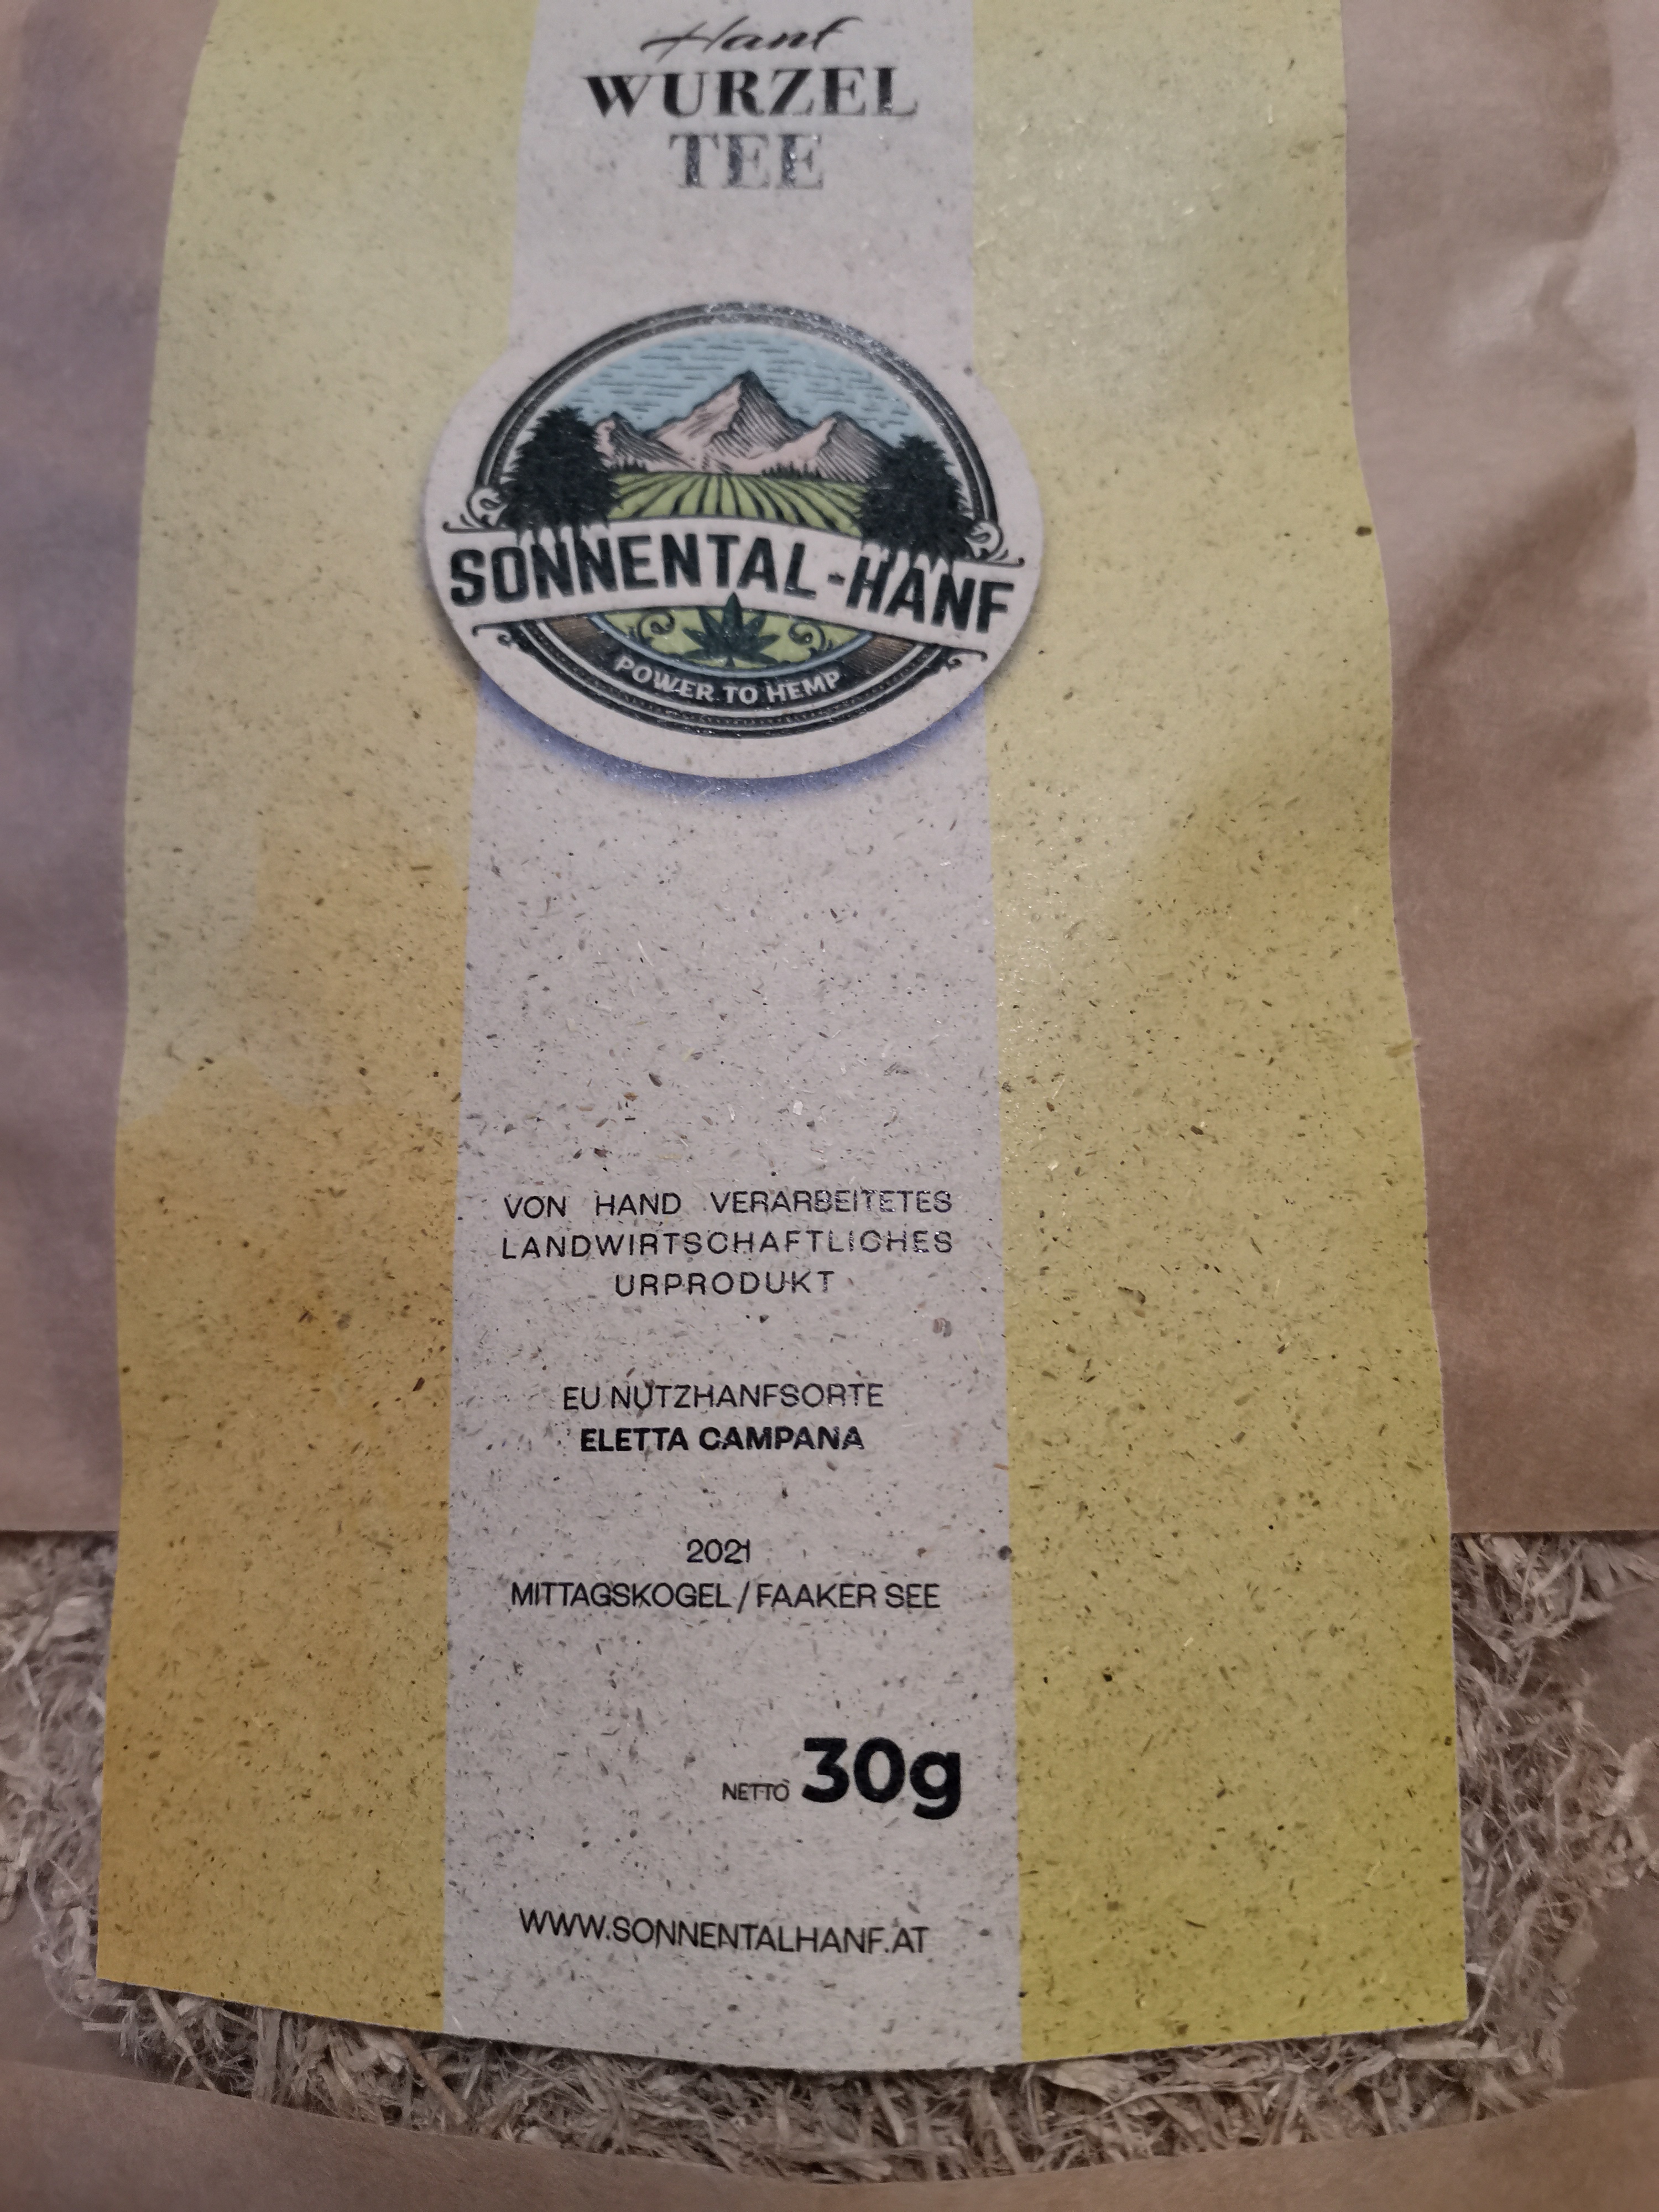 Hanf
WURZEL
TEE
SONNENTAL-HANF
POWER TO HEMP
VON HAND VERARBEITETES
LANDWIRTSCHAFTLICHES
URPRODUKT
EU NUTZHANFSORTE
ELETTA CAMPANA
2021
MITTAGSKOGEL / FAAKER SEE
NETTO 30g
WWW.SONNENTALHANF.AT